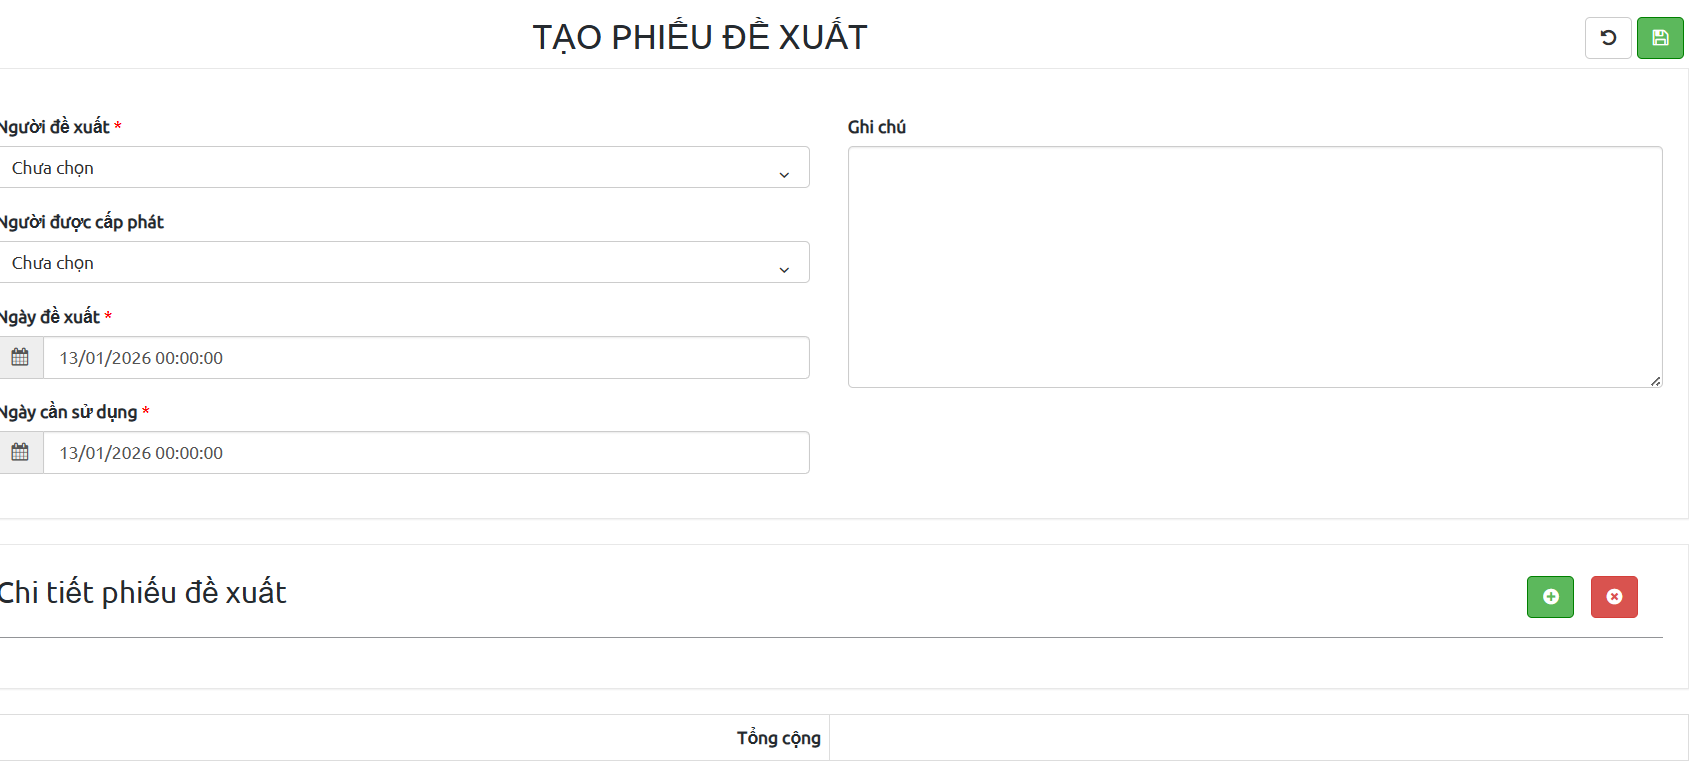 TẠO PHIẾU ĐỀ XUẤT
Người đề xuất *
Chưa chọn
Người được cấp phát
Chưa chọn
Ngày đề xuất *
13/01/2026 00:00:00
Ngày cần sử dụng *
13/01/2026 00:00:00
Ghi chú
Chi tiết phiếu đề xuất
Tổng cộng